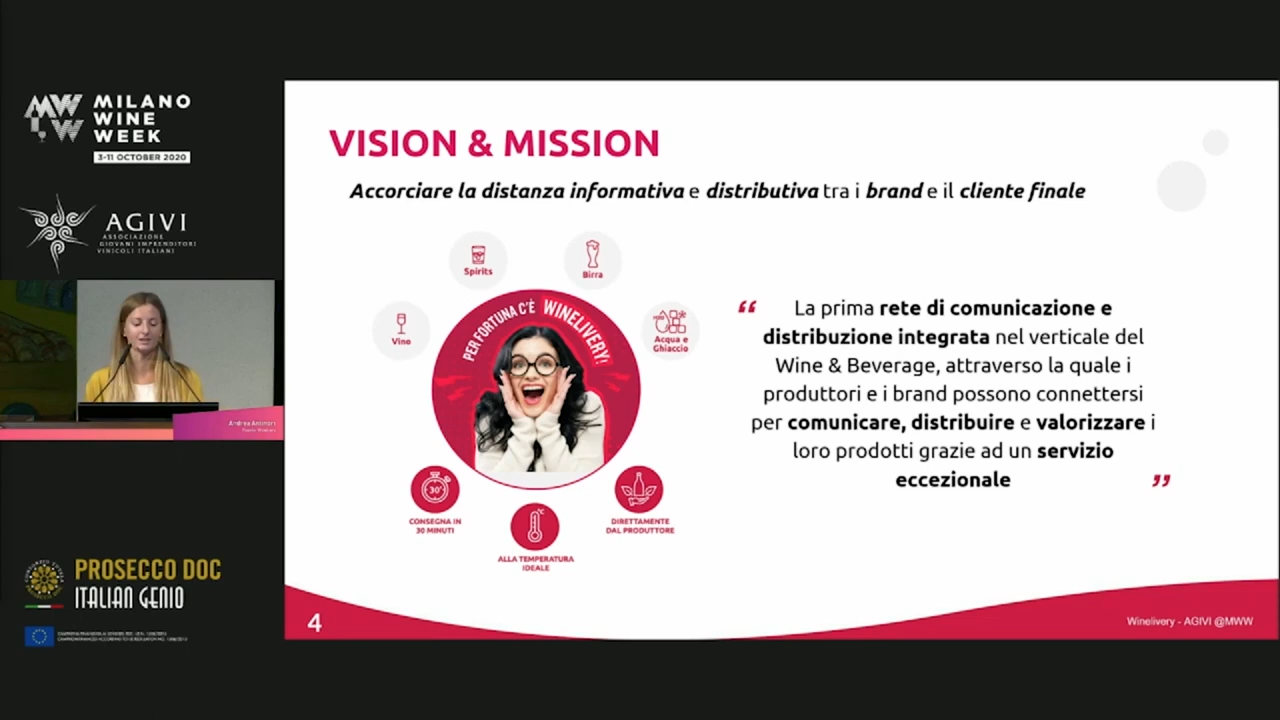 MILANO
WINE
WEEK
3-11 OCTOBER 2020
AGIVI
ASSOCIAZIONE
GIOVANI IMPRENDITORI
VINICOLI ITALIANI
Andrea Antinori
PROSECCO DOC
ITALIAN GENIO
VISION & MISSION
Accorciare la distanza informativa e distributiva tra i brand e il cliente finale
Spirits
Birra
Vino
Acqua e
Ghiaccio
PER FORTUNA C'È WINELIVERY!
30'
CONSEGNA IN
30 MINUTI
°C
ALLA TEMPERATURA
IDEALE
DIRETTAMENTE
DAL PRODUTTORE
“ La prima rete di comunicazione e
distribuzione integrata nel verticale del
Wine & Beverage, attraverso la quale i
produttori e i brand possono connettersi
per comunicare, distribuire e valorizzare i
loro prodotti grazie ad un servizio
eccezionale ”
4
Winelivery - AGIVI @MWW